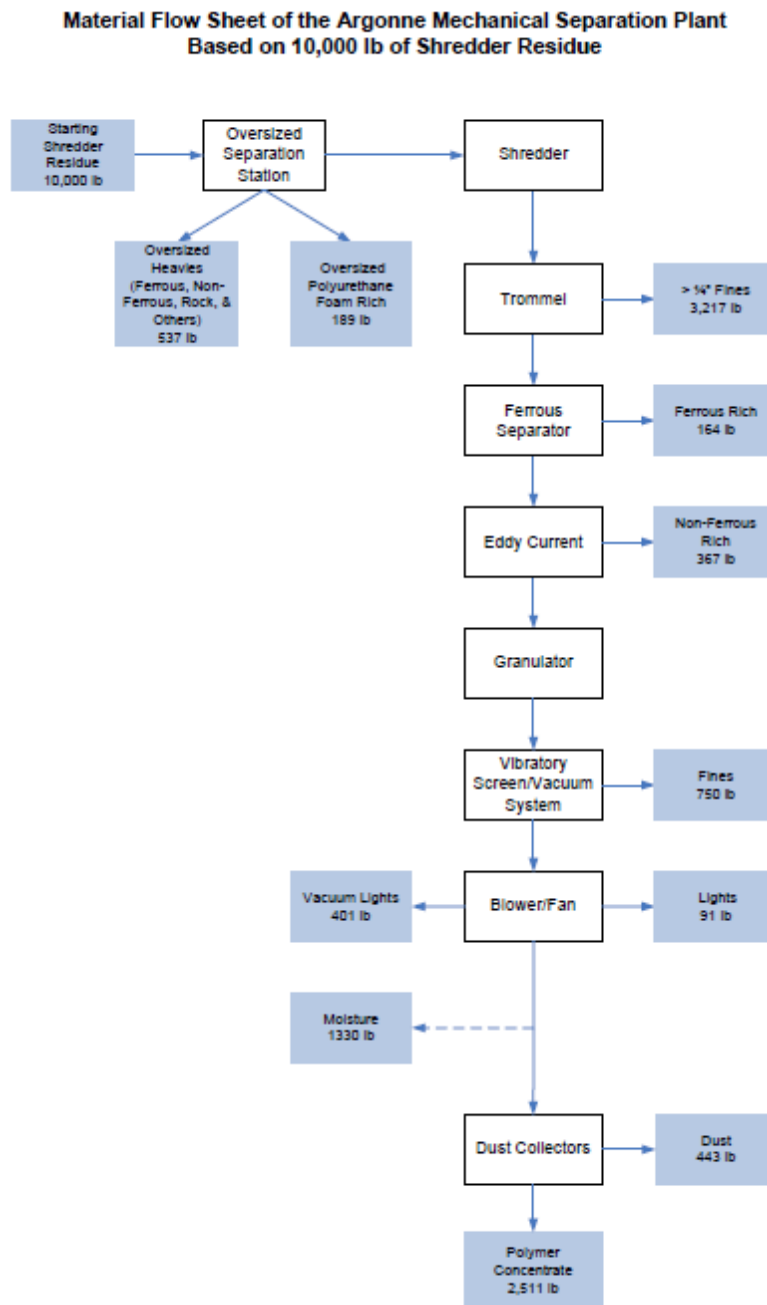 Material Flow Sheet of the Argonne Mechanical Separation Plant
Based on 10,000 lb of Shredder Residue
Starting
Shredder
Residue
10,000 lb
Oversized
Separation
Station
Shredder
Oversized
Heavies
(Ferrous, Non-
Ferrous, Rock, &
Others)
537 lb
Oversized
Polyurethane
Foam Rich
189 lb
Trommel
> ¼" Fines
3,217 lb
Ferrous
Separator
Ferrous Rich
164 lb
Eddy Current
Non-Ferrous
Rich
367 lb
Granulator
Vibratory
Screen/Vacuum
System
Fines
750 lb
Vacuum Lights
401 lb
Blower/Fan
Lights
91 lb
Moisture
1330 lb
Dust Collectors
Dust
443 lb
Polymer
Concentrate
2,511 lb